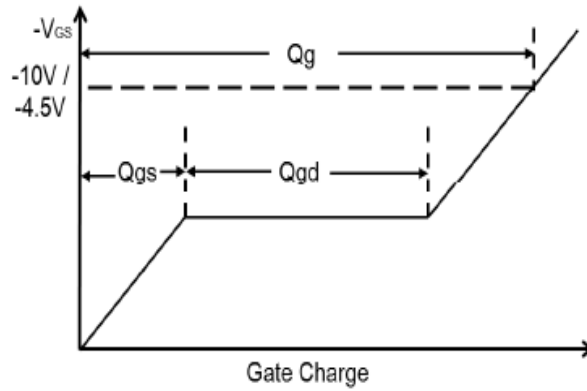 -VGS
Qg
-10V /
-4.5V
Qgs
Qgd
Gate Charge